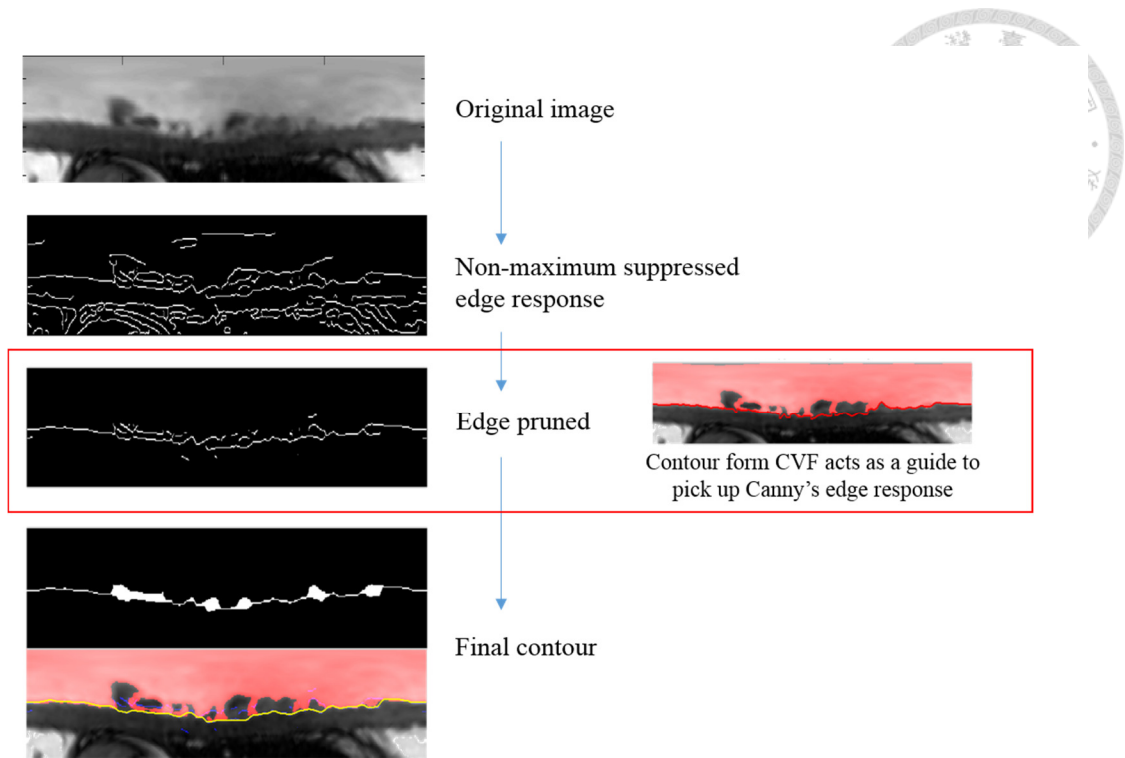 Original image
Non-maximum suppressed
edge response
Edge pruned
Contour form CVF acts as a guide to
pick up Canny’s edge response
Final contour